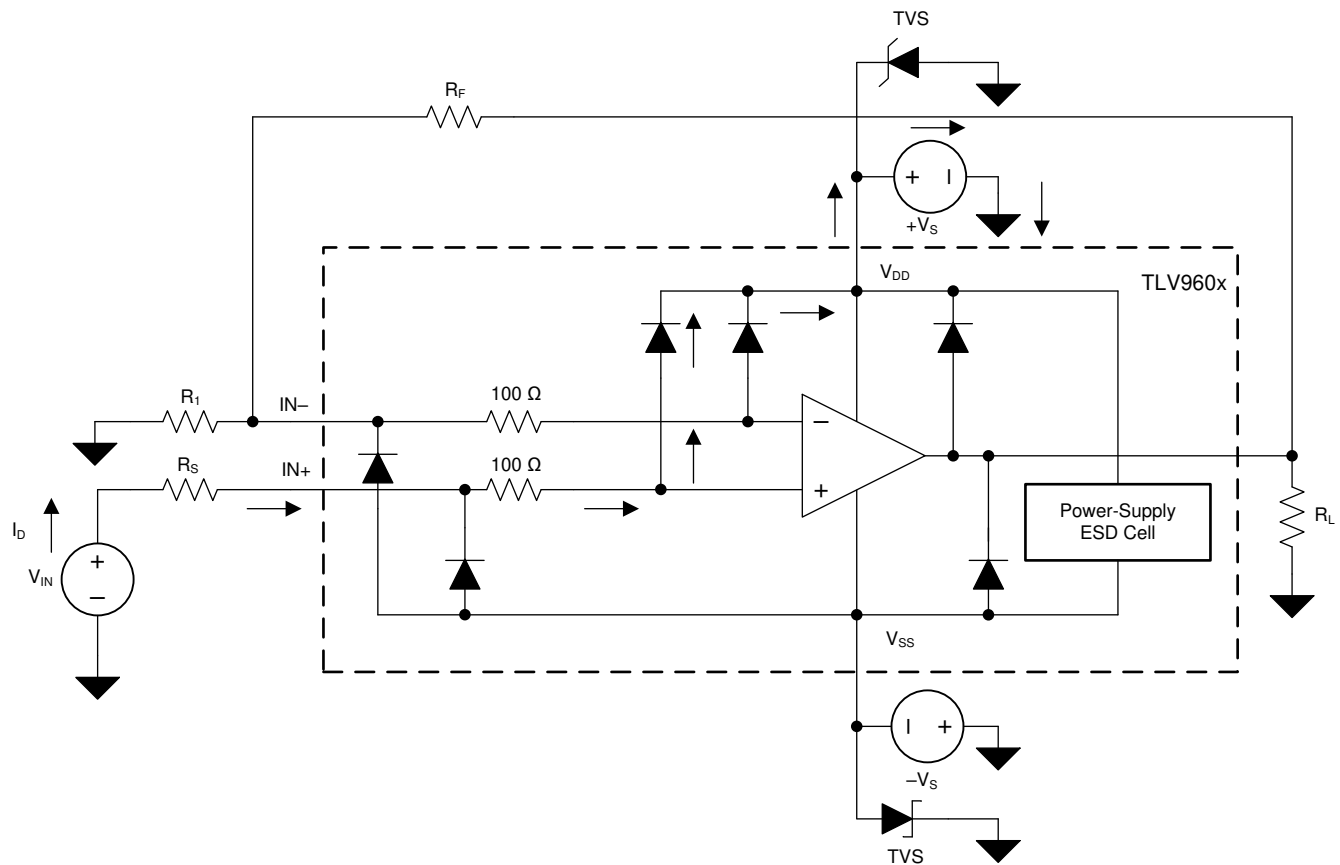 TVS
R_F
+ I
+V_S
V_DD
TLV960x
R_1
IN–
100 Ω
–
R_S
IN+
100 Ω
+
Power-Supply
ESD Cell
R_L
I_D
V_IN
+
–
V_SS
I +
–V_S
TVS